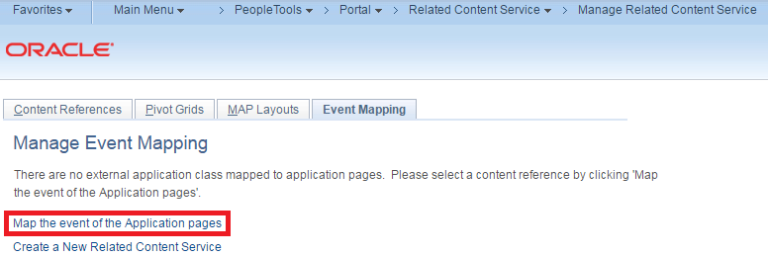 Favorites Main Menu > PeopleTools > Portal > Related Content Service > Manage Related Content Service
ORACLE
Content References Pivot Grids MAP Layouts Event Mapping
Manage Event Mapping
There are no external application class mapped to application pages. Please select a content reference by clicking 'Map
the event of the Application pages'.
Map the event of the Application pages
Create a New Related Content Service